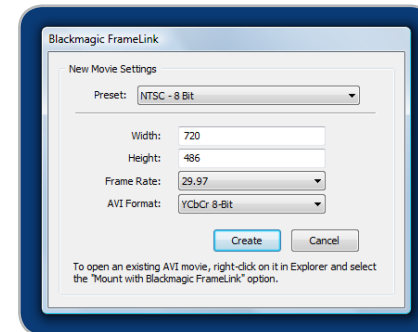 Blackmagic FrameLink
New Movie Settings
Preset: NTSC - 8 Bit
Width: 720
Height: 486
Frame Rate: 29.97
AVI Format: YCbCr 8-Bit
Create Cancel
To open an existing AVI movie, right-click on it in Explorer and select
the "Mount with Blackmagic FrameLink" option.